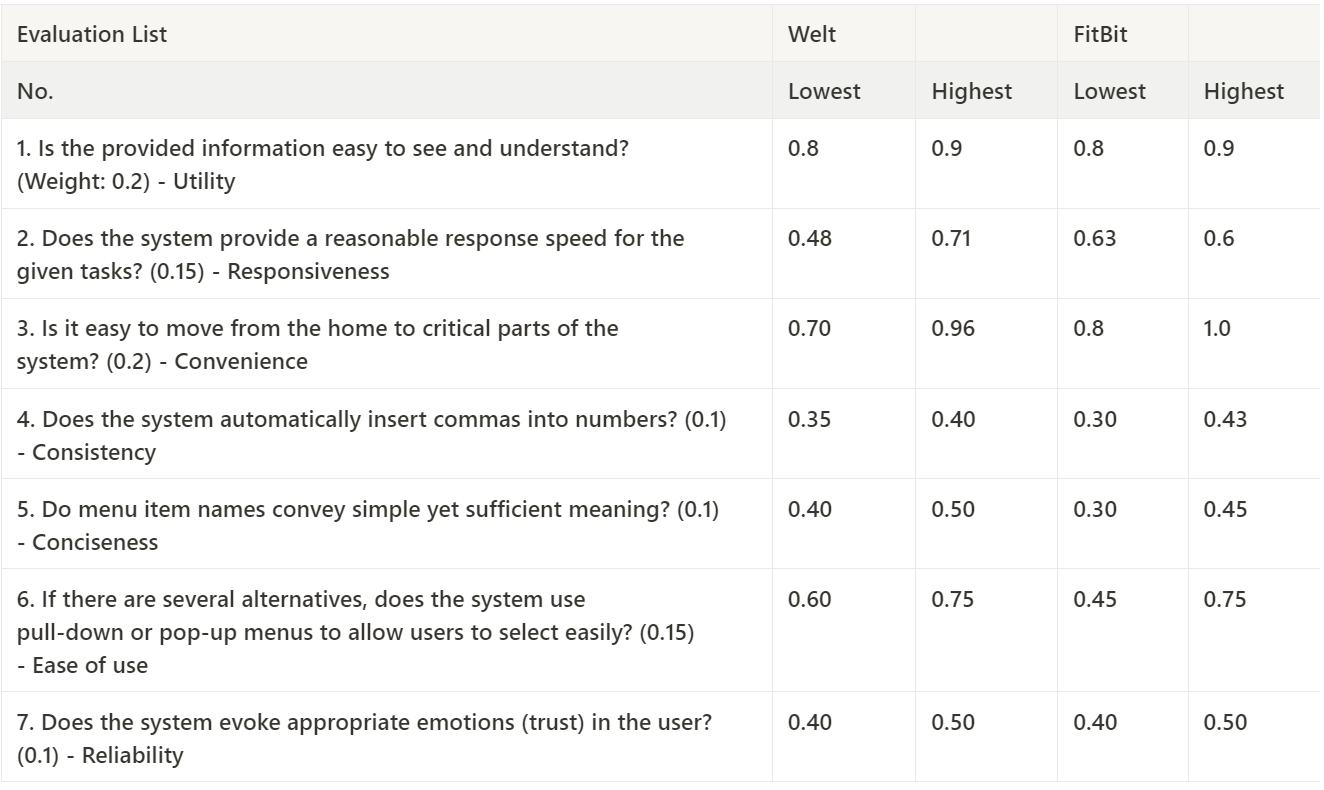 Evaluation List Welt FitBit
No. Lowest Highest Lowest Highest
1. Is the provided information easy to see and understand? 0.8 0.9 0.8 0.9
(Weight: 0.2) - Utility
2. Does the system provide a reasonable response speed for the 0.48 0.71 0.63 0.6
given tasks? (0.15) - Responsiveness
3. Is it easy to move from the home to critical parts of the 0.70 0.96 0.8 1.0
system? (0.2) - Convenience
4. Does the system automatically insert commas into numbers? (0.1) 0.35 0.40 0.30 0.43
- Consistency
5. Do menu item names convey simple yet sufficient meaning? (0.1) 0.40 0.50 0.30 0.45
- Conciseness
6. If there are several alternatives, does the system use 0.60 0.75 0.45 0.75
pull-down or pop-up menus to allow users to select easily? (0.15)
- Ease of use
7. Does the system evoke appropriate emotions (trust) in the user? 0.40 0.50 0.40 0.50
(0.1) - Reliability